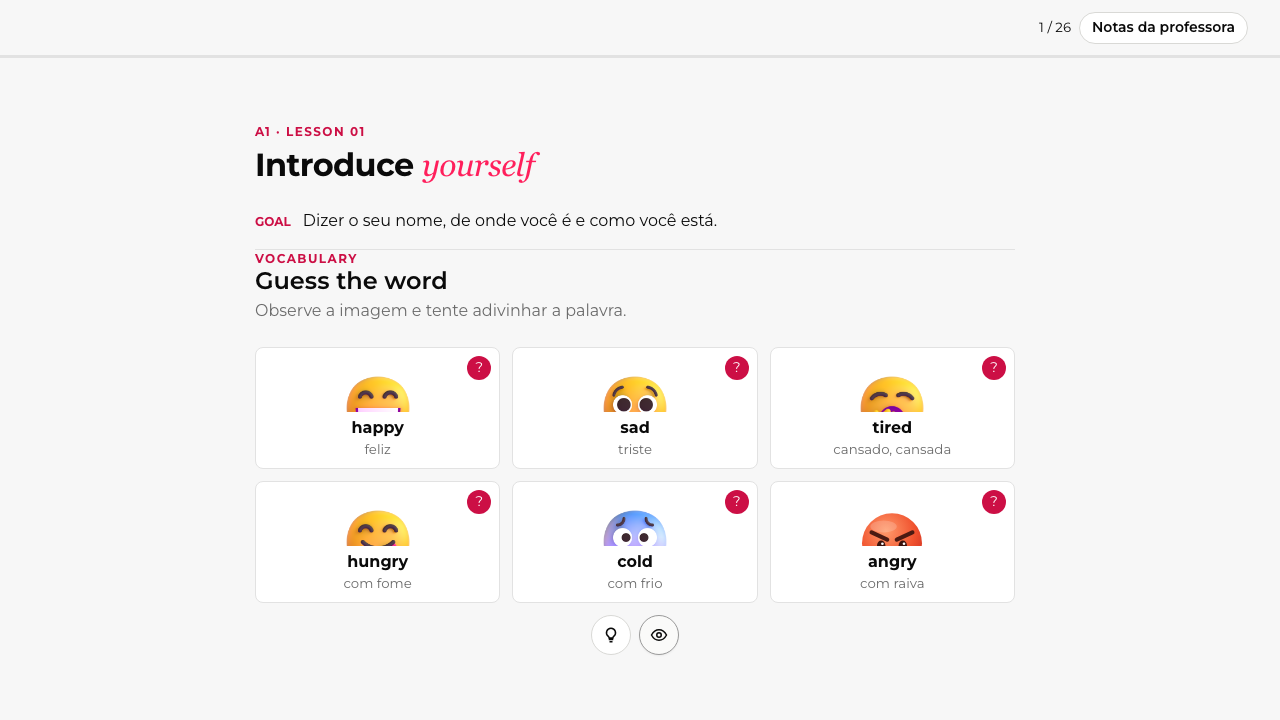 1 / 26
Notas da professora
A1 · LESSON 01
Introduce yourself
GOAL Dizer o seu nome, de onde você é e como você está.
VOCABULARY
Guess the word
Observe a imagem e tente adivinhar a palavra.
?
?
?
happy
sad
tired
feliz
triste
cansado, cansada
?
?
?
hungry
cold
angry
com fome
com frio
com raiva